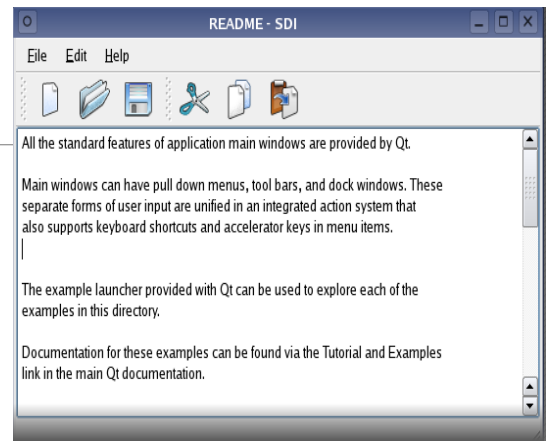 README - SDI
File Edit Help
All the standard features of application main windows are provided by Qt.
Main windows can have pull down menus, tool bars, and dock windows. These
separate forms of user input are unified in an integrated action system that
also supports keyboard shortcuts and accelerator keys in menu items.
The example launcher provided with Qt can be used to explore each of the
examples in this directory.
Documentation for these examples can be found via the Tutorial and Examples
link in the main Qt documentation.